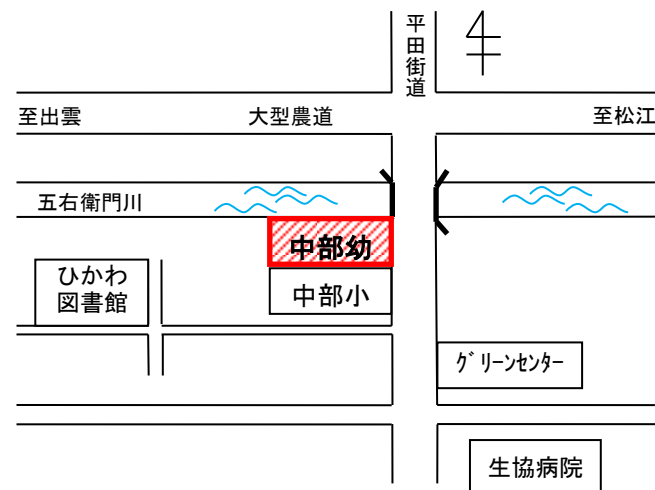 平田街道
至出雲
大型農道
至松江
五右衛門川
中部幼
ひかわ
図書館
中部小
ｸﾞﾘｰﾝｾﾝﾀｰ
生協病院